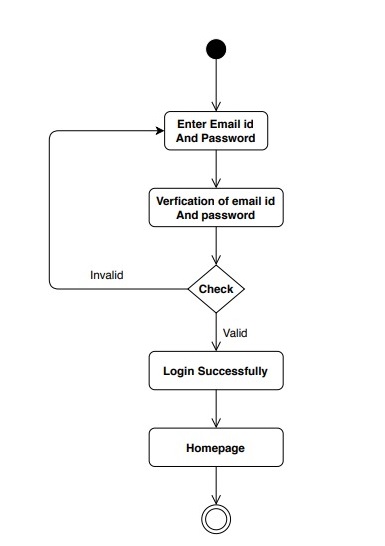 Enter Email id
And Password
Verfication of email id
And password
Invalid
Check
Valid
Login Successfully
Homepage